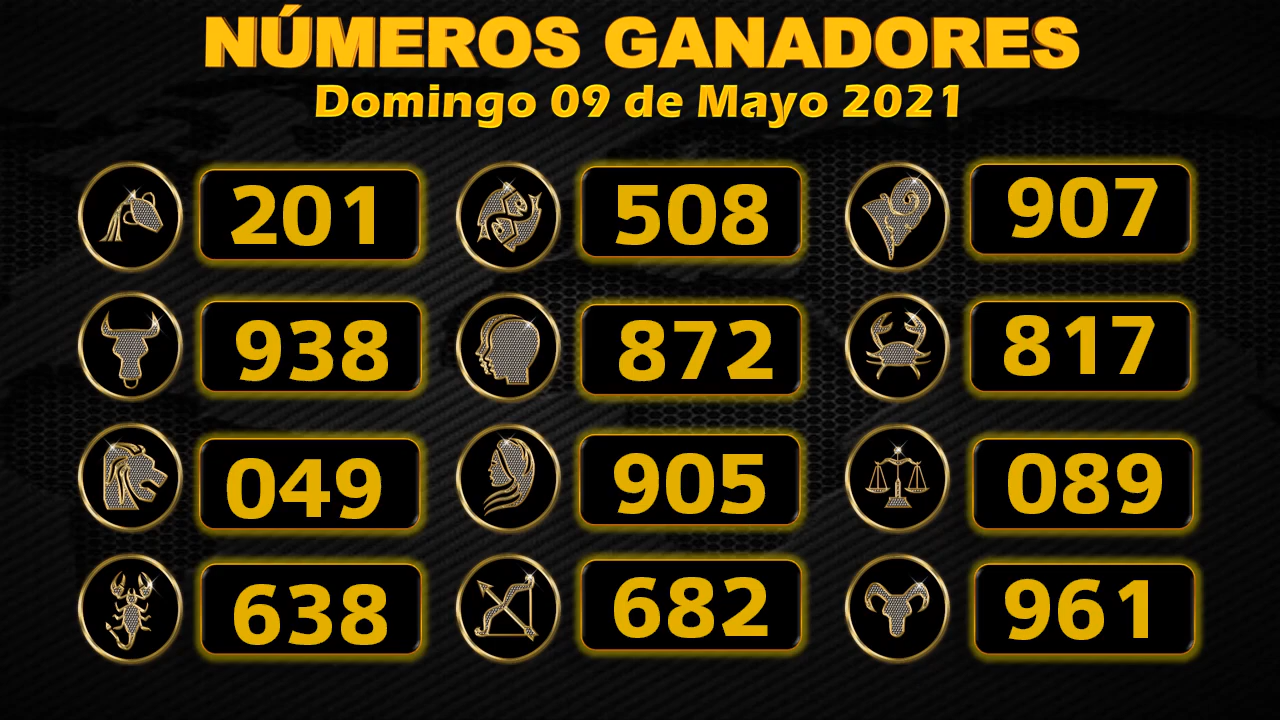 NÚMEROS GANADORES
Domingo 09 de Mayo 2021
201 508 907
938 872 817
049 905 089
638 682 961